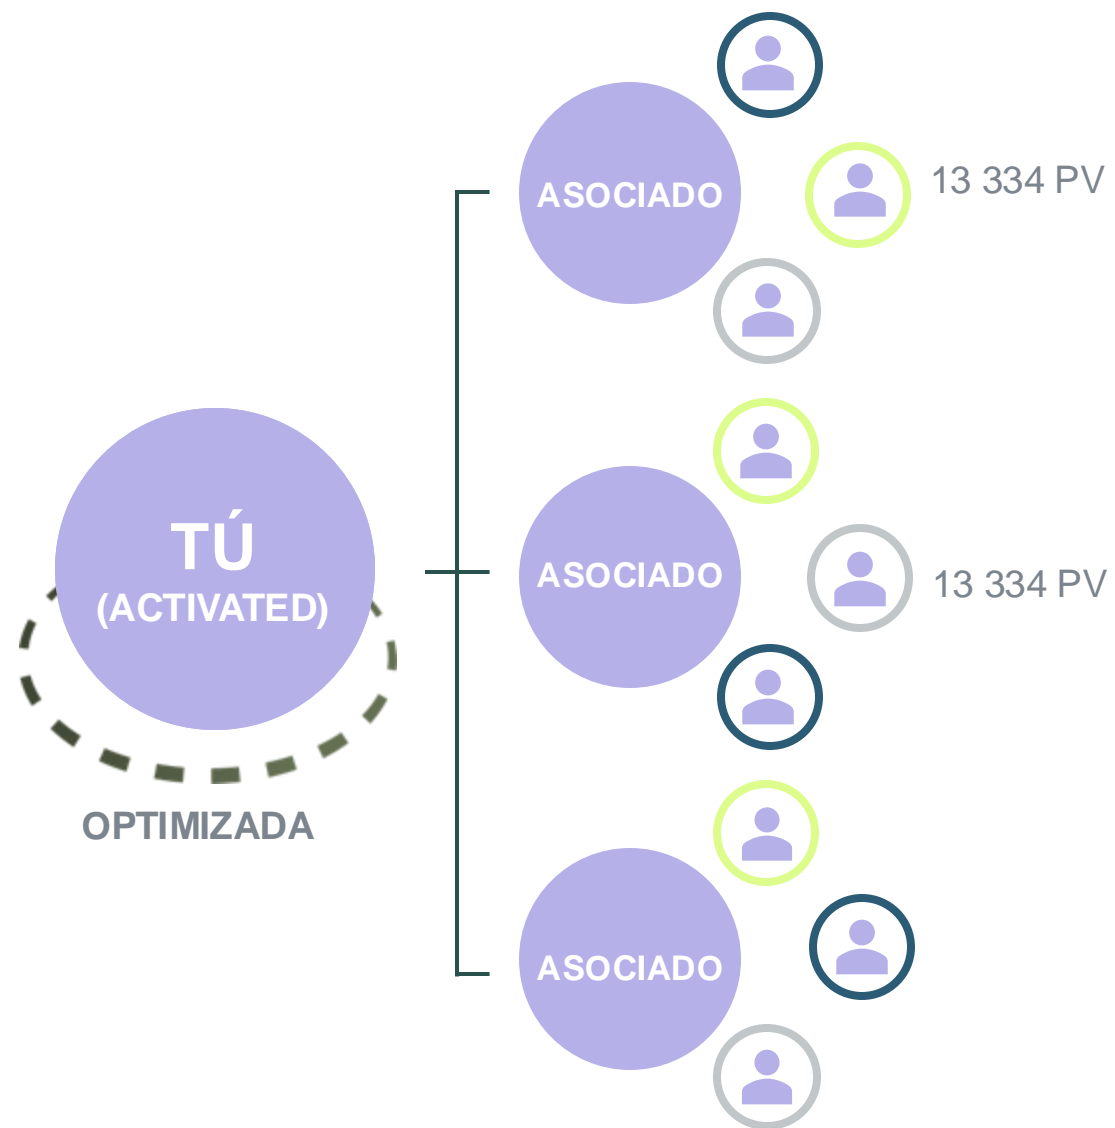 ASOCIADO
13 334 PV
TÚ
(ACTIVATED)
OPTIMIZADA
ASOCIADO
13 334 PV
ASOCIADO